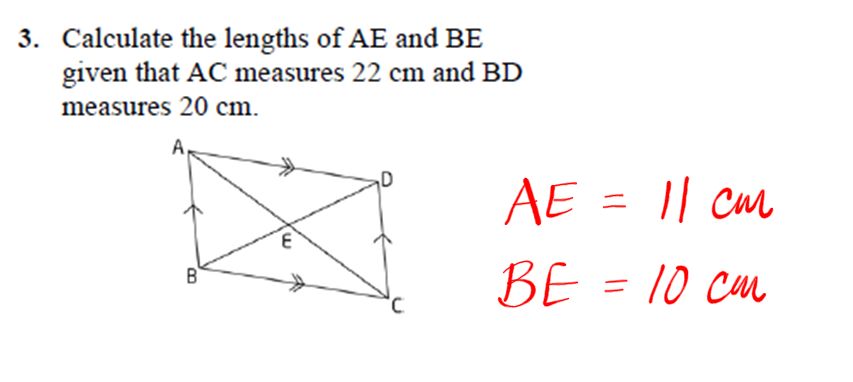 3. Calculate the lengths of AE and BE
given that AC measures 22 cm and BD
measures 20 cm.
A
D
E
B
C
AE = 11 cm
BE = 10 cm